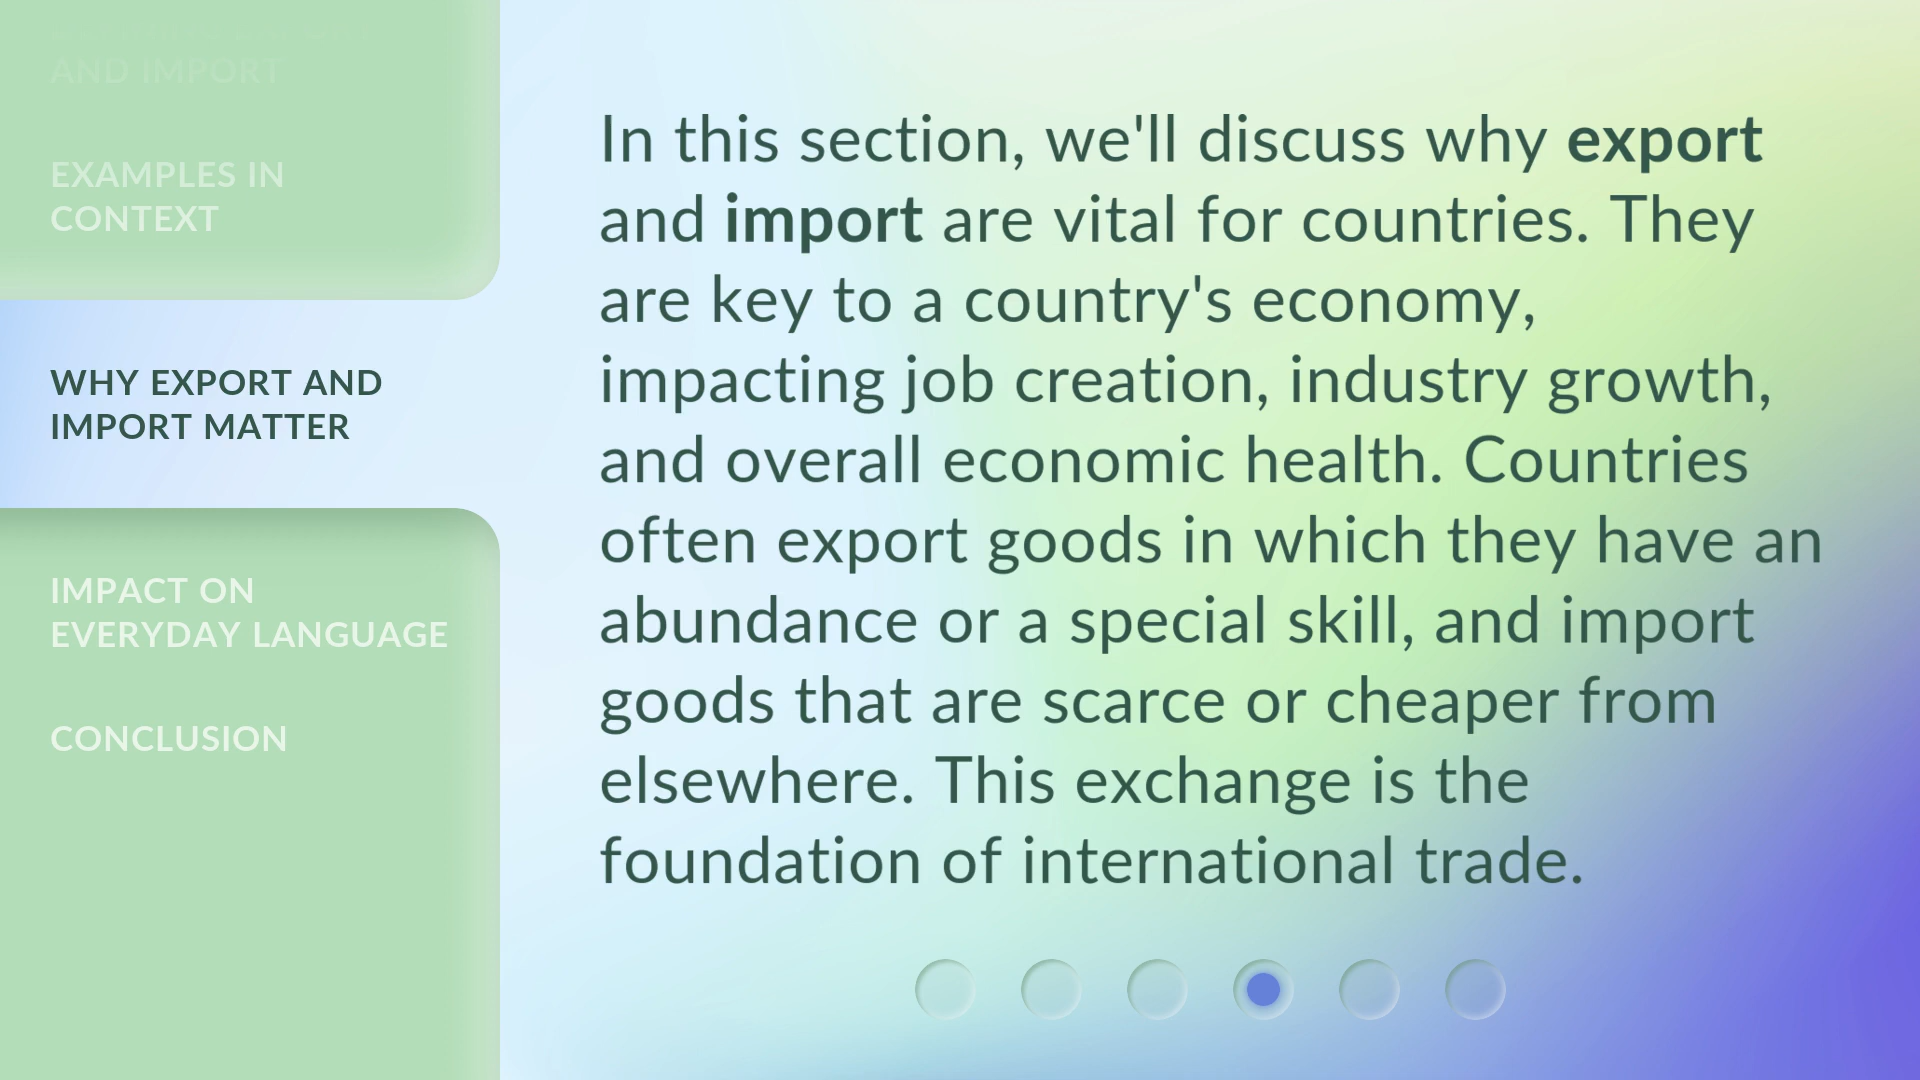 AND IMPORT
EXAMPLES IN
CONTEXT
WHY EXPORT AND
IMPORT MATTER
IMPACT ON
EVERYDAY LANGUAGE
CONCLUSION
In this section, we'll discuss why export
and import are vital for countries. They
are key to a country's economy,
impacting job creation, industry growth,
and overall economic health. Countries
often export goods in which they have an
abundance or a special skill, and import
goods that are scarce or cheaper from
elsewhere. This exchange is the
foundation of international trade.